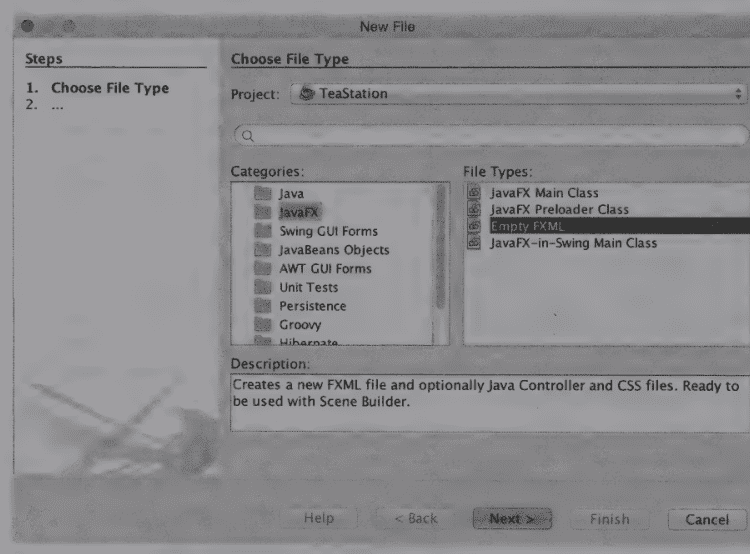 New File
Steps
1. Choose File Type
2. ...
Choose File Type
Project: TeaStation
Categories:
Java
JavaFX
Swing GUI Forms
JavaBeans Objects
AWT GUI Forms
Unit Tests
Persistence
Groovy
Hibernate
File Types:
JavaFX Main Class
JavaFX Preloader Class
Empty FXML
JavaFX-in-Swing Main Class
Description:
Creates a new FXML file and optionally Java Controller and CSS files. Ready to
be used with Scene Builder.
Help
< Back
Next >
Finish
Cancel